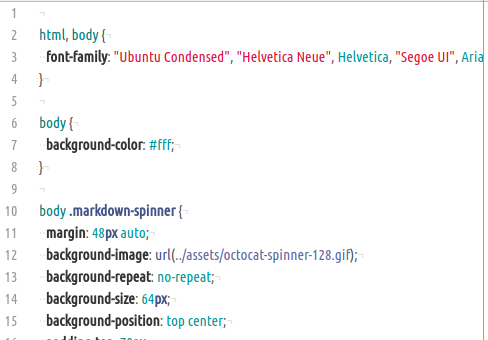 1
2 html, body {
3 font-family: "Ubuntu Condensed", "Helvetica Neue", Helvetica, "Segoe UI", Aria
4 }
5
6 body {
7 background-color: #fff;
8 }
9
10 body .markdown-spinner {
11 margin: 48px auto;
12 background-image: url(../assets/octocat-spinner-128.gif);
13 background-repeat: no-repeat;
14 background-size: 64px;
15 background-position: top center;